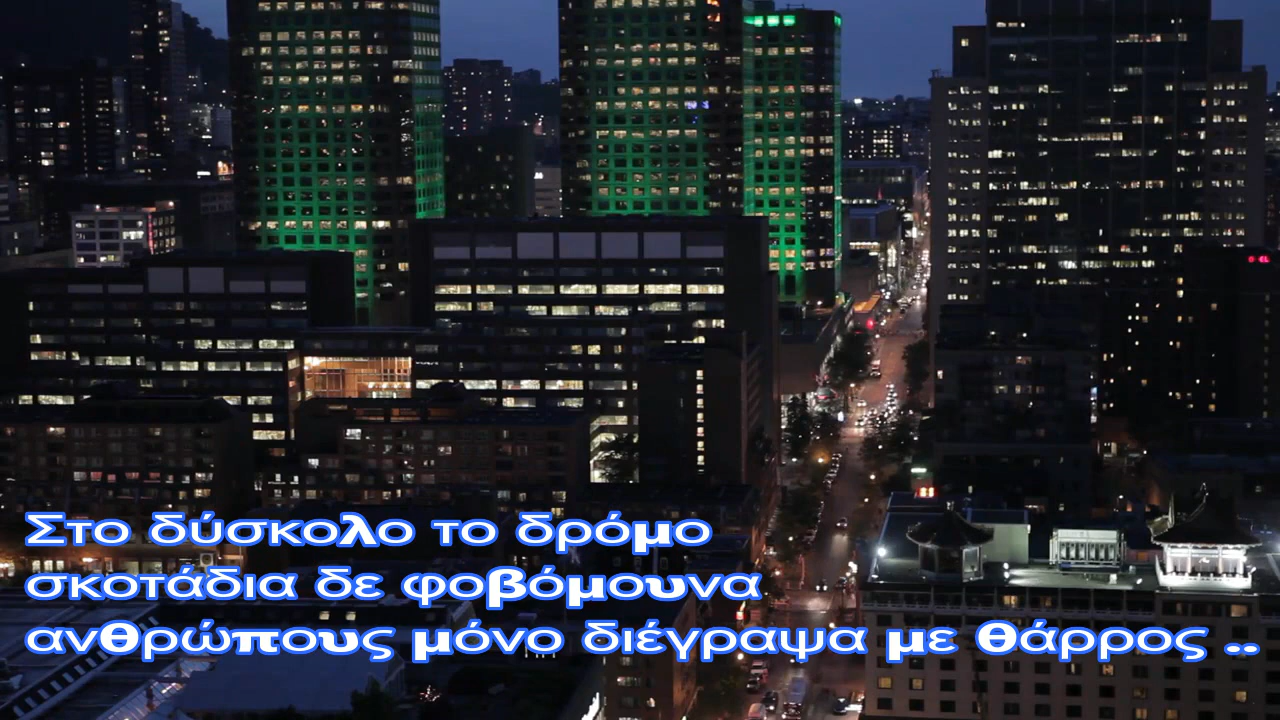 Στο δύσκολο το δρόμο
σκοτάδια δε φοβόμουνα
ανθρώπους μόνο διέγραψα με θάρρος ..